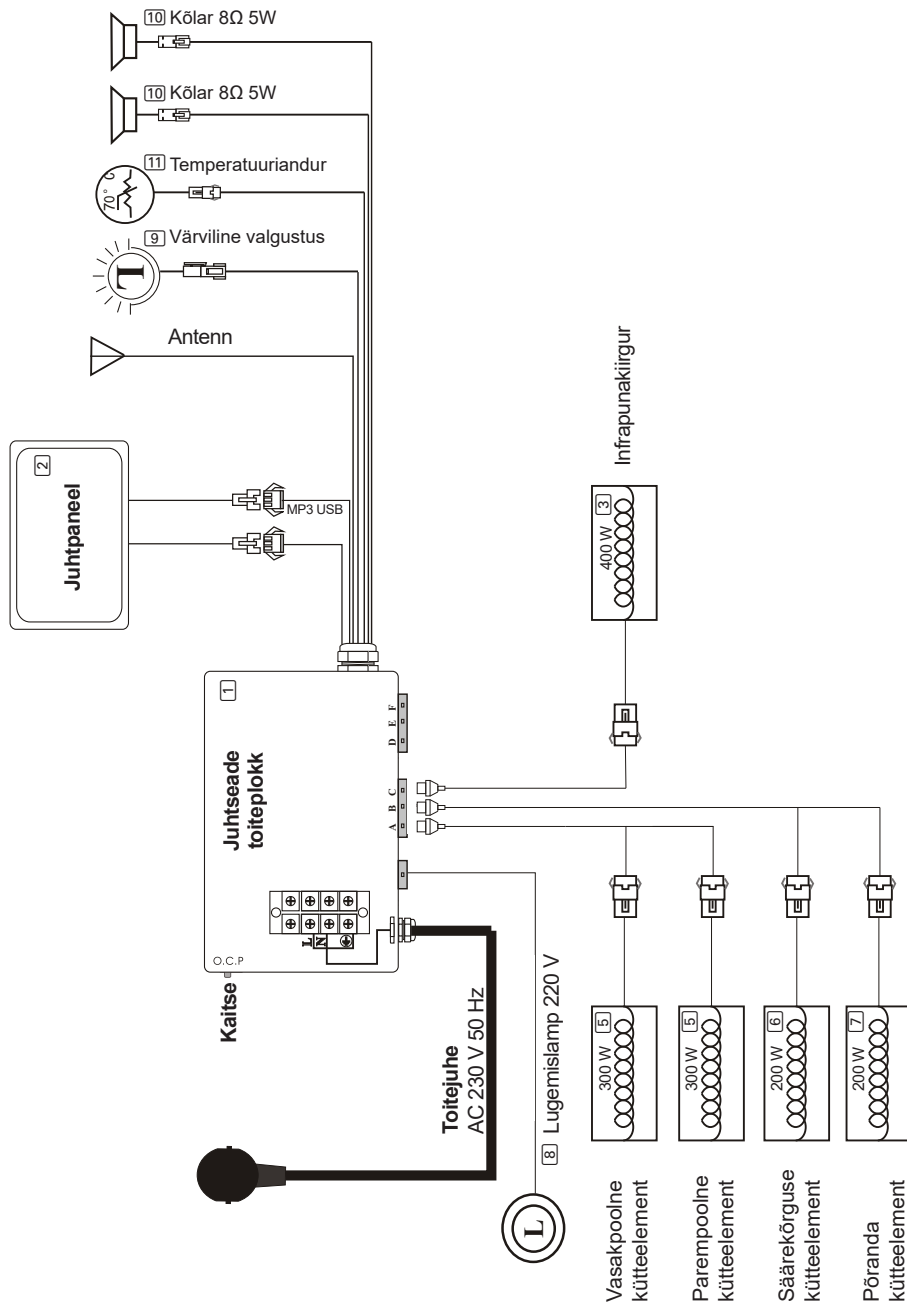 10 Kõlar 8Ω 5W
10 Kõlar 8Ω 5W
11 Temperatuuriandur
70° C
9 Värviline valgustus
L
Antenn
2
Juhtpaneel
MP3 USB
1
Juhtseade
toiteplokk
A B C D E F
L
N
O.C.P
Kaitse
Toitejuhe
AC 230 V 50 Hz
8 Lugemislamp 220 V
L
Infrapunakiirgur
3
400 W
5
300 W
Vasakpoolne
kütteelement
5
300 W
Parempoolne
kütteelement
6
200 W
Säärekõrguse
kütteelement
7
200 W
Põranda
kütteelement